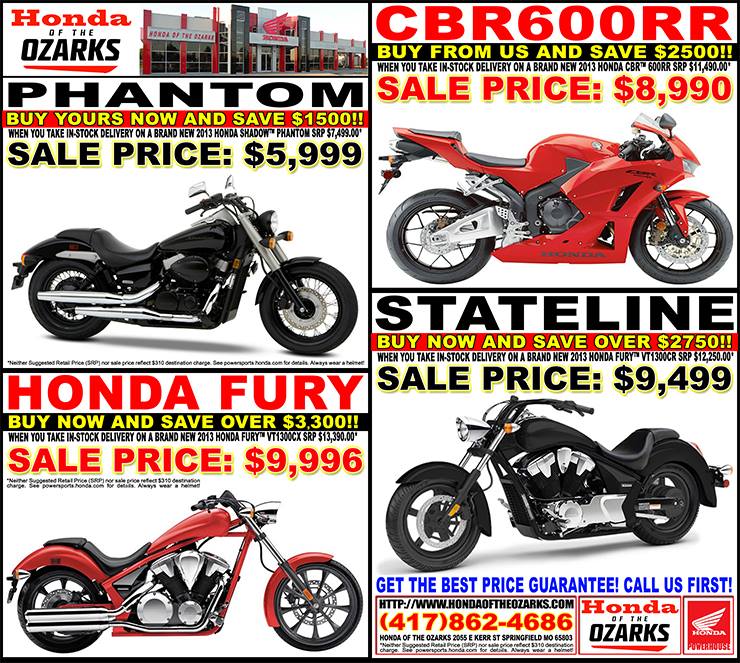 Honda
OF THE
OZARKS
PHANTOM
BUY YOURS NOW AND SAVE $1500!!
WHEN YOU TAKE IN-STOCK DELIVERY ON A BRAND NEW 2013 HONDA SHADOW™ PHANTOM SRP $7,499.00*
SALE PRICE: $5,999
*Neither Suggested Retail Price (SRP) nor sale price reflect $310 destination charge. See powersports.honda.com for details. Always wear a helmet!
HONDA FURY
BUY NOW AND SAVE OVER $3,300!!
WHEN YOU TAKE IN-STOCK DELIVERY ON A BRAND NEW 2013 HONDA FURY™ VT1300CX SRP $13,390.00*
SALE PRICE: $9,996
*Neither Suggested Retail Price (SRP) nor sale price reflect $310 destination
charge. See powersports.honda.com for details. Always wear a helmet!
CBR600RR
BUY FROM US AND SAVE $2500!!
WHEN YOU TAKE IN-STOCK DELIVERY ON A BRAND NEW 2013 HONDA CBR™ 600RR SRP $11,490.00*
SALE PRICE: $8,990
CBR
HONDA
STATELINE
BUY NOW AND SAVE OVER $2750!!
WHEN YOU TAKE IN-STOCK DELIVERY ON A BRAND NEW 2013 HONDA FURY™ VT1300CR SRP $12,250.00*
SALE PRICE: $9,499
GET THE BEST PRICE GUARANTEE! CALL US FIRST!
HTTP://WWW.HONDAOFTHEOZARKS.COM
(417)862-4686
HONDA OF THE OZARKS 2055 E KERR ST SPRINGFIELD MO 65803
*Neither Suggested Retail Price (SRP) nor sale price reflect $310 destination
charge. See powersports.honda.com for details. Always wear a helmet!
Honda
OF THE
OZARKS
HONDA
POWERHOUSE